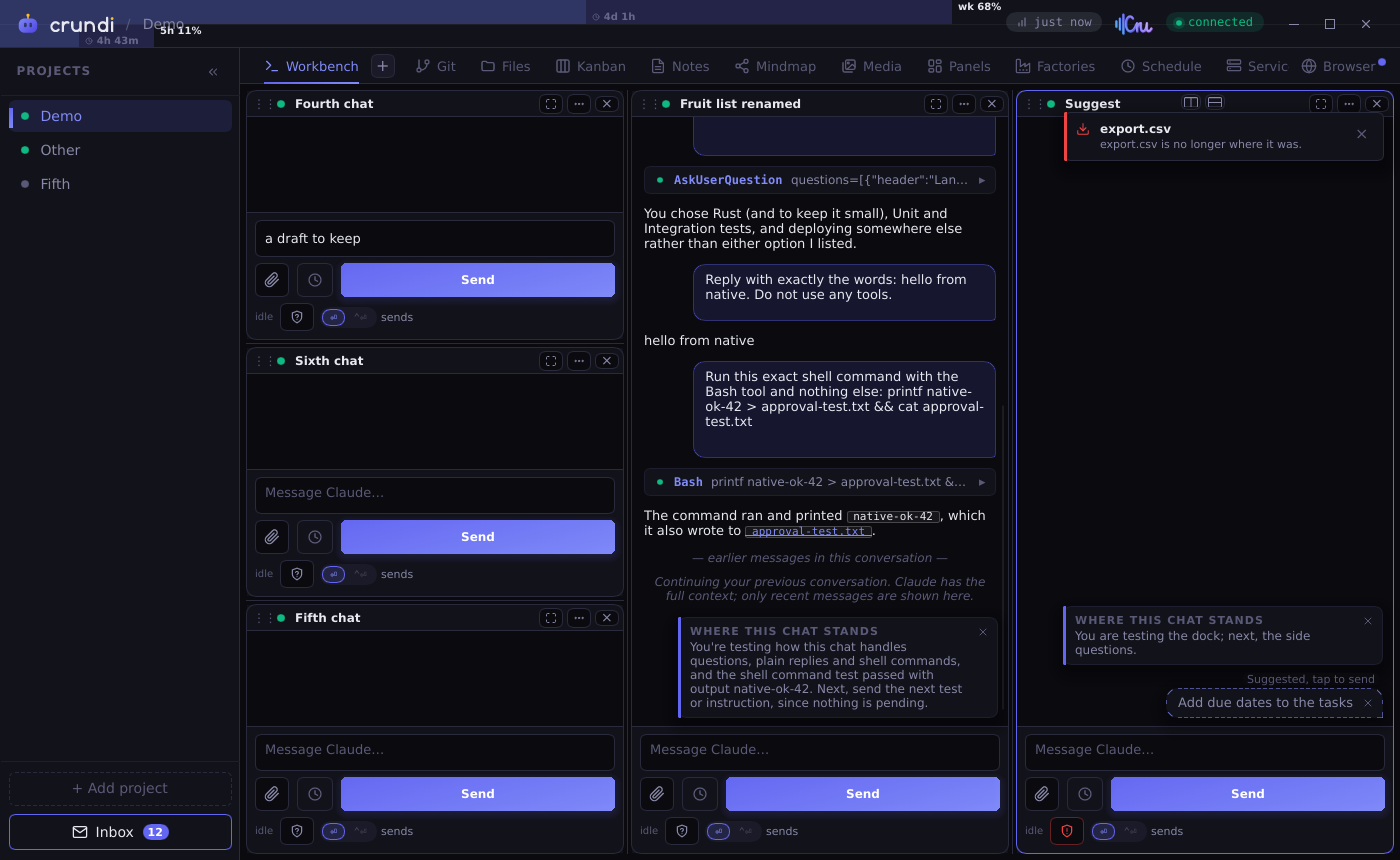 crundi / Demo
4d 1h
wk 68%
4h 43m
5h 11%
just now
Cru
connected
PROJECTS «
Demo
Other
Fifth
+ Add project
Inbox 12
Workbench + Git Files Kanban Notes Mindmap Media Panels Factories Schedule Servic Browser
Fourth chat
a draft to keep
Send
idle sends
Sixth chat
Message Claude...
Send
idle sends
Fifth chat
Message Claude...
Send
idle sends
Fruit list renamed
AskUserQuestion questions=[{"header":"Lan...
You chose Rust (and to keep it small), Unit and
Integration tests, and deploying somewhere else
rather than either option I listed.
Reply with exactly the words: hello from
native. Do not use any tools.
hello from native
Run this exact shell command with the
Bash tool and nothing else: printf native-
ok-42 > approval-test.txt && cat approval-
test.txt
Bash printf native-ok-42 > approval-test.txt &...
The command ran and printed native-ok-42, which
it also wrote to approval-test.txt.
— earlier messages in this conversation —
Continuing your previous conversation. Claude has the
full context; only recent messages are shown here.
WHERE THIS CHAT STANDS
You're testing how this chat handles
questions, plain replies and shell commands,
and the shell command test passed with
output native-ok-42. Next, send the next test
or instruction, since nothing is pending.
Message Claude...
Send
idle sends
Suggest
export.csv
export.csv is no longer where it was.
WHERE THIS CHAT STANDS
You are testing the dock; next, the side
questions.
Suggested, tap to send
Add due dates to the tasks
Message Claude...
Send
idle sends